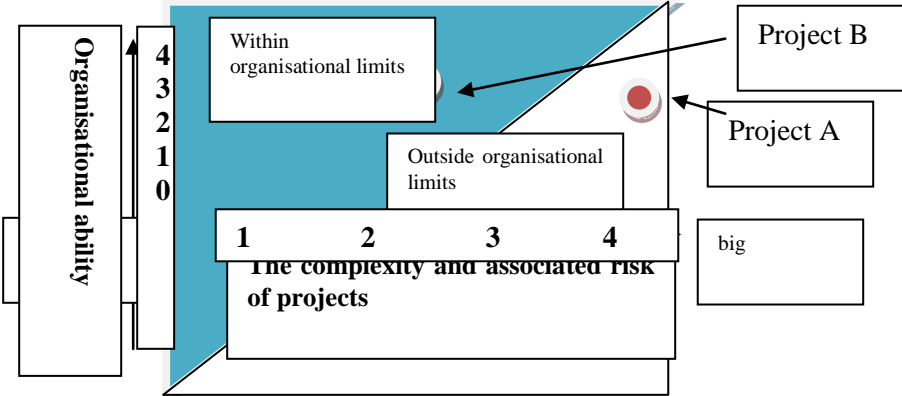 Organisational ability
4
3
2
1
0
Within
organisational limits
Project B
Project A
Outside organisational
limits
1 2 3 4
big
The complexity and associated risk
of projects